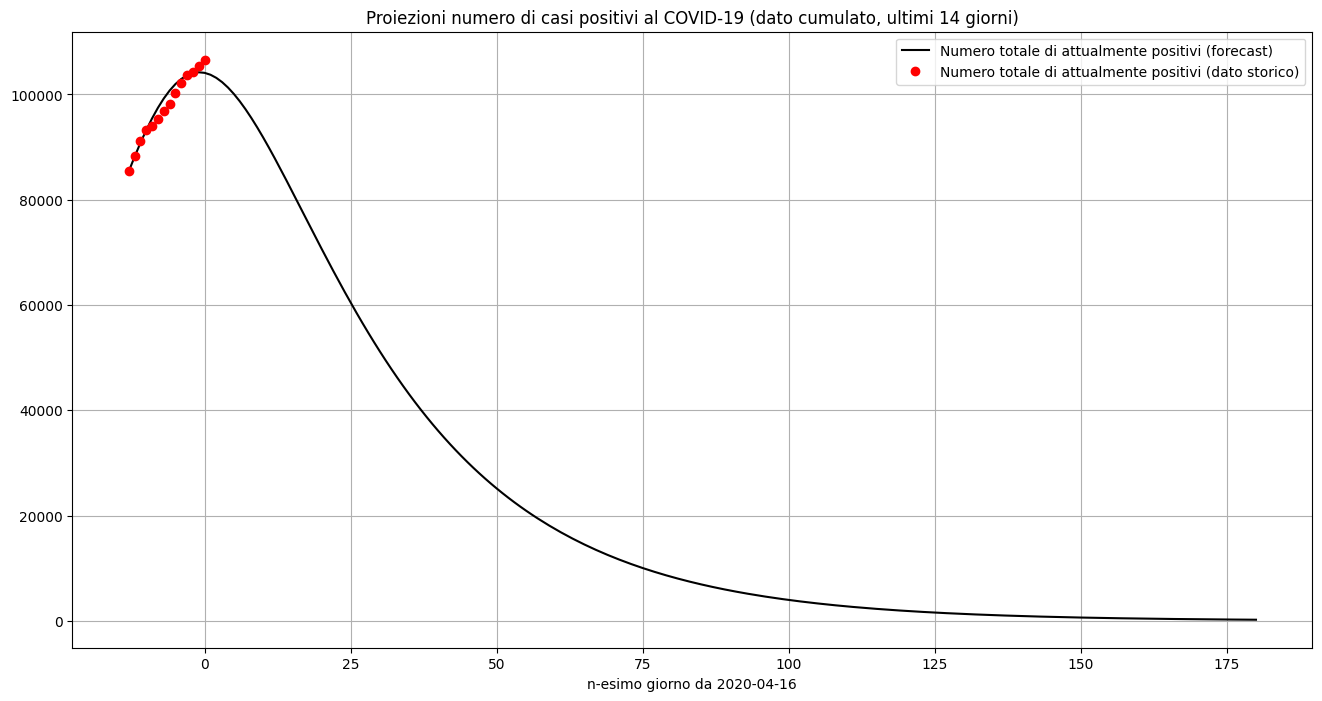 Proiezioni numero di casi positivi al COVID-19 (dato cumulato, ultimi 14 giorni)
Numero totale di attualmente positivi (forecast)
Numero totale di attualmente positivi (dato storico)
100000
80000
60000
40000
20000
0
0 25 50 75 100 125 150 175
n-esimo giorno da 2020-04-16